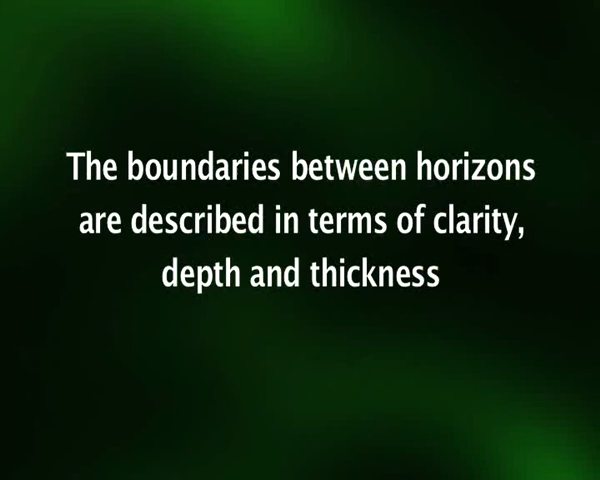 The boundaries between horizons
are described in terms of clarity,
depth and thickness